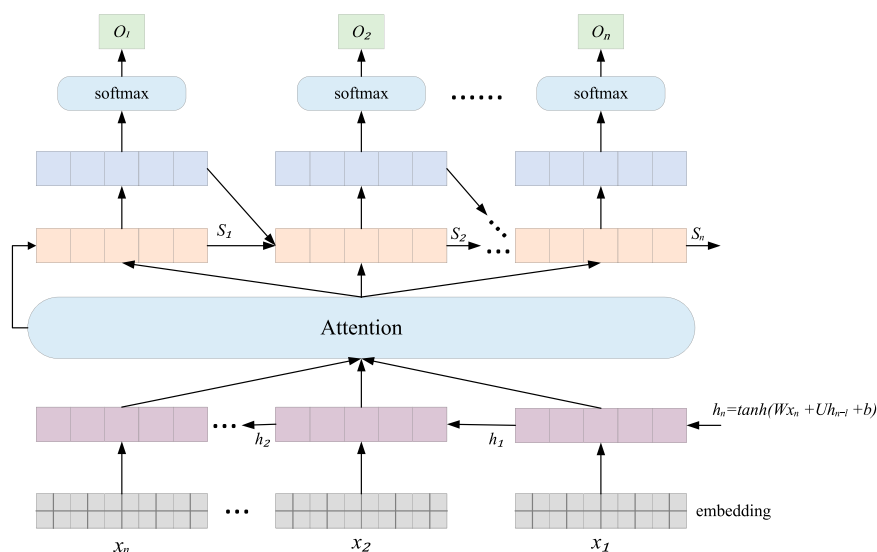 O₁ O₂ Oₙ
softmax softmax ...... softmax
S₁ S₂ Sₙ
Attention
hₙ=tanh(Wxₙ+Uhₙ₋₁+b)
h₂ h₁
embedding
xₙ x₂ x₁